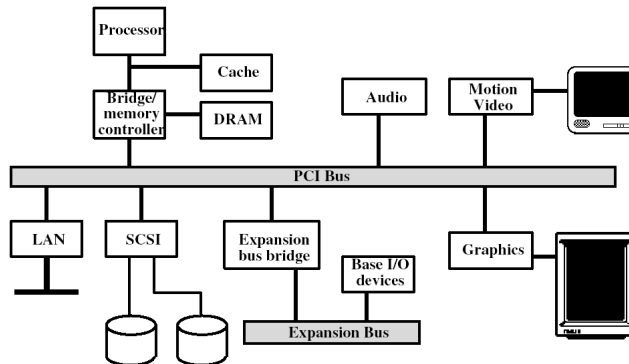 Processor
Cache
Bridge/
memory
controller
DRAM
Audio
Motion
Video
PCI Bus
LAN
SCSI
Expansion
bus bridge
Base I/O
devices
Graphics
Expansion Bus